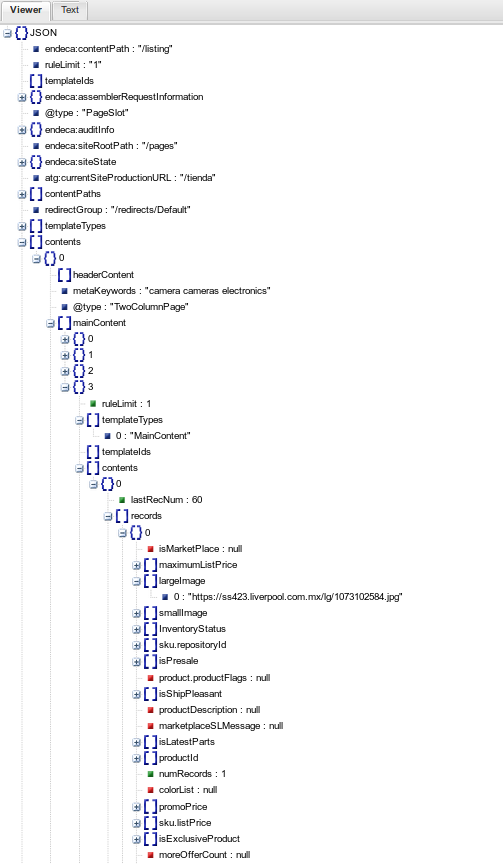 Viewer Text
JSON
endeca:contentPath : "/listing"
ruleLimit : "1"
templateIds
endeca:assemblerRequestInformation
@type : "PageSlot"
endeca:auditInfo
endeca:siteRootPath : "/pages"
endeca:siteState
atg:currentSiteProductionURL : "/tienda"
contentPaths
redirectGroup : "/redirects/Default"
templateTypes
contents
0
headerContent
metaKeywords : "camera cameras electronics"
@type : "TwoColumnPage"
mainContent
0
1
2
3
ruleLimit : 1
templateTypes
0 : "MainContent"
templateIds
contents
0
lastRecNum : 60
records
0
isMarketPlace : null
maximumListPrice
largeImage
0 : "https://ss423.liverpool.com.mx/lg/1073102584.jpg"
smallImage
InventoryStatus
sku.repositoryId
isPresale
product.productFlags : null
isShipPleasant
productDescription : null
marketplaceSLMessage : null
isLatestParts
productId
numRecords : 1
colorList : null
promoPrice
sku.listPrice
isExclusiveProduct
moreOfferCount : null